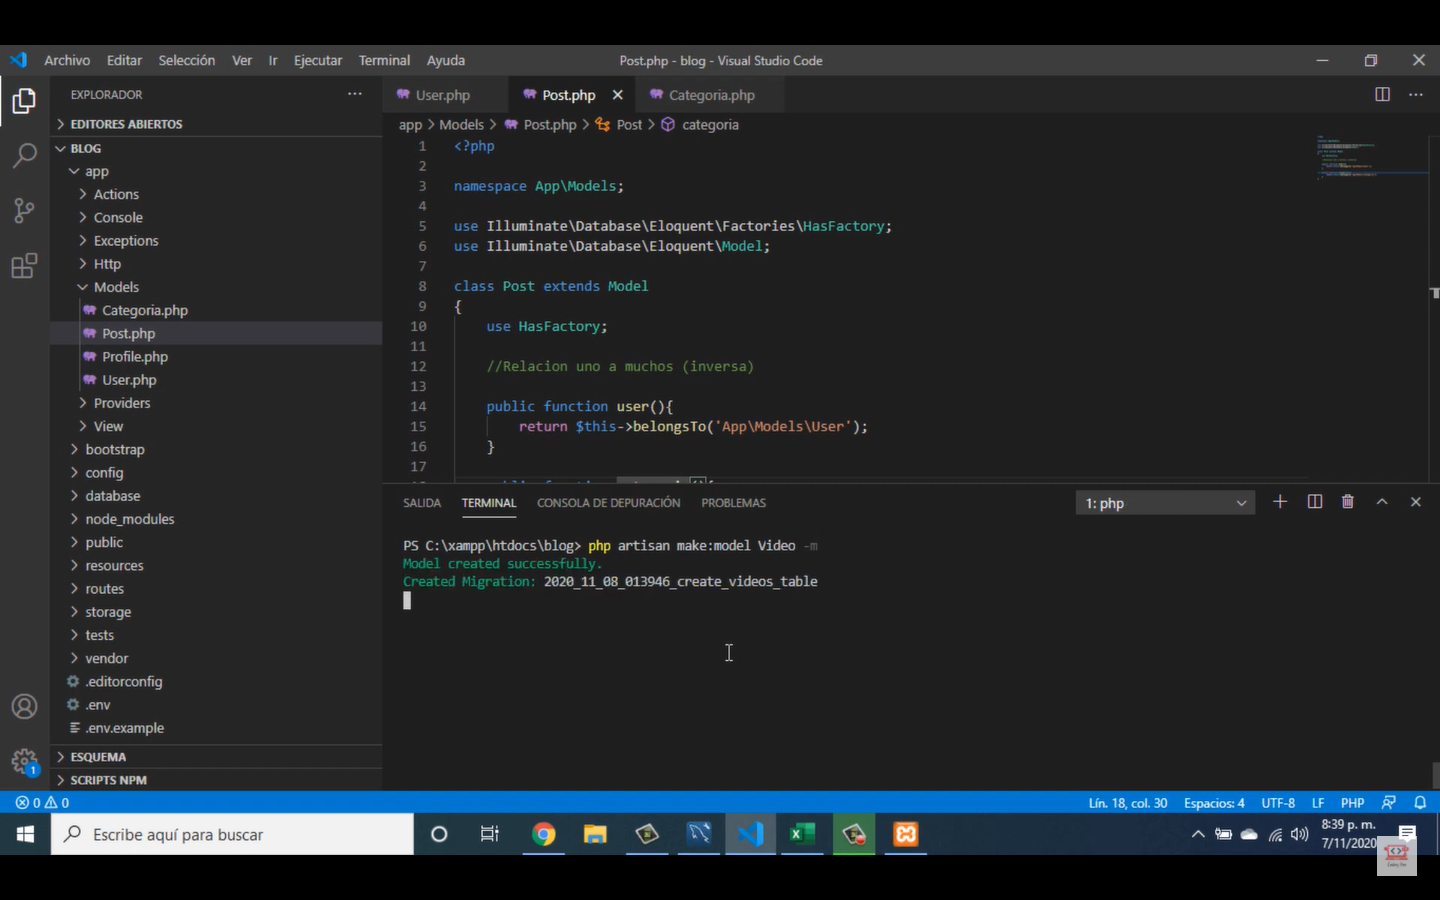 Archivo Editar Selección Ver Ir Ejecutar Terminal Ayuda
Post.php - blog - Visual Studio Code
EXPLORADOR
EDITORES ABIERTOS
BLOG
app
Actions
Console
Exceptions
Http
Models
Categoria.php
Post.php
Profile.php
User.php
Providers
View
bootstrap
config
database
node_modules
public
resources
routes
storage
tests
vendor
.editorconfig
.env
.env.example
ESQUEMA
SCRIPTS NPM
User.php Post.php Categoria.php
app > Models > Post.php > Post > categoria
1 <?php
2
3 namespace App\Models;
4
5 use Illuminate\Database\Eloquent\Factories\HasFactory;
6 use Illuminate\Database\Eloquent\Model;
7
8 class Post extends Model
9 {
10 use HasFactory;
11
12 //Relacion uno a muchos (inversa)
13
14 public function user(){
15 return $this->belongsTo('App\Models\User');
16 }
17
SALIDA TERMINAL CONSOLA DE DEPURACIÓN PROBLEMAS
1: php
PS C:\xampp\htdocs\blog> php artisan make:model Video -m
Model created successfully.
Created Migration: 2020_11_08_013946_create_videos_table
1
0 0
Lín. 18, col. 30 Espacios: 4 UTF-8 LF PHP
Escribe aquí para buscar
8:39 p. m.
7/11/2020